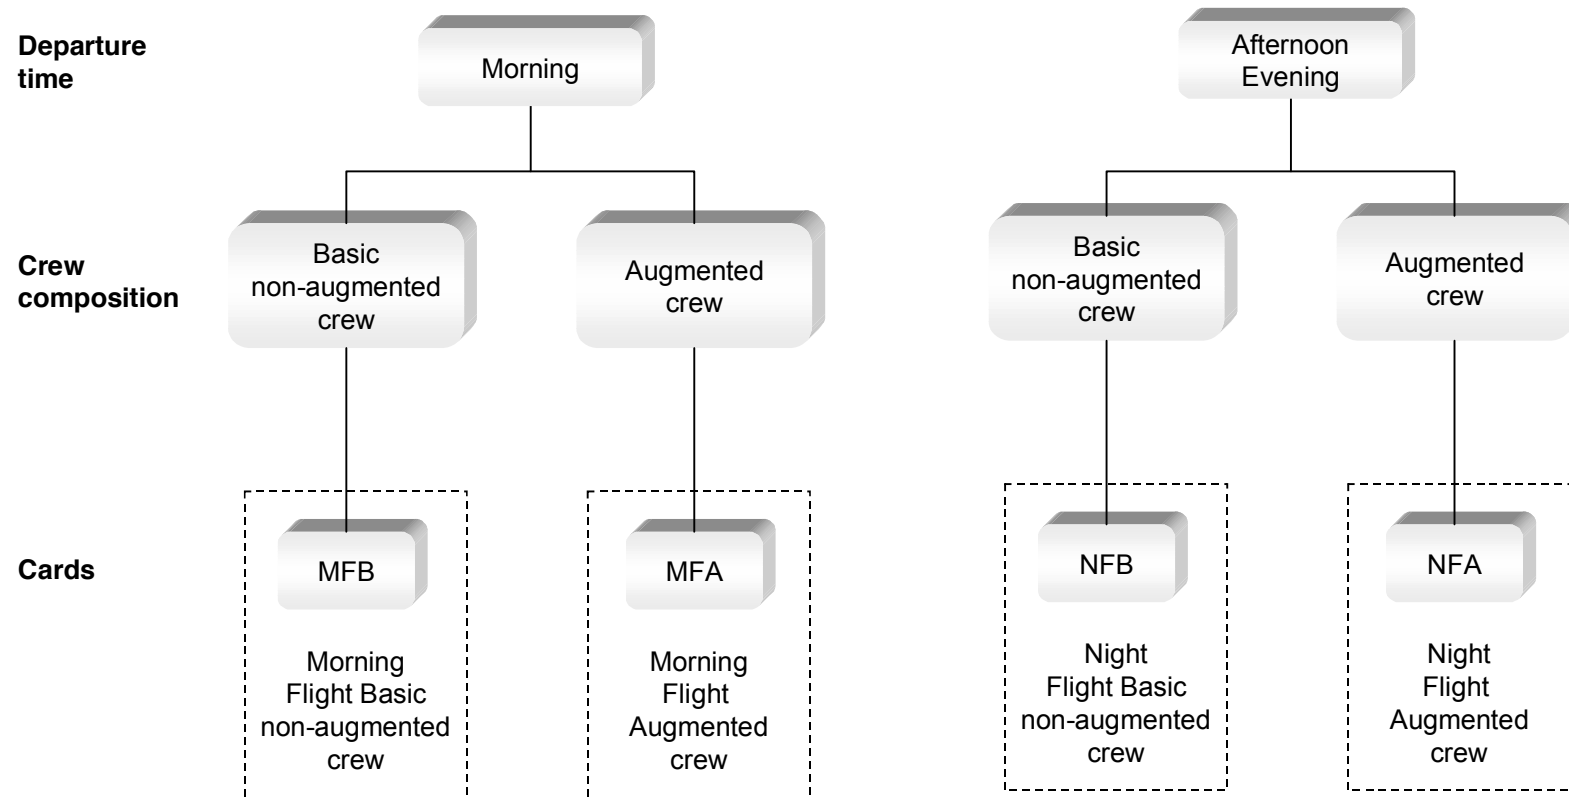 Departure
time
Morning
Afternoon
Evening
Crew
composition
Basic
non-augmented
crew
Augmented
crew
Basic
non-augmented
crew
Augmented
crew
Cards
MFB
MFA
NFB
NFA
Morning
Flight Basic
non-augmented
crew
Morning
Flight
Augmented
crew
Night
Flight Basic
non-augmented
crew
Night
Flight
Augmented
crew